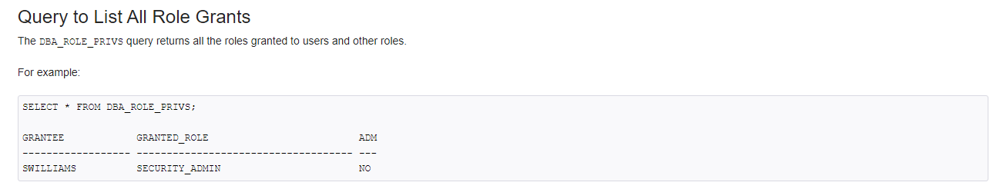 Query to List All Role Grants
The DBA_ROLE_PRIVS query returns all the roles granted to users and other roles.
For example:
SELECT * FROM DBA_ROLE_PRIVS;
GRANTEE            GRANTED_ROLE                         ADM
------------------ ------------------------------------ ---
SWILLIAMS          SECURITY_ADMIN                       NO